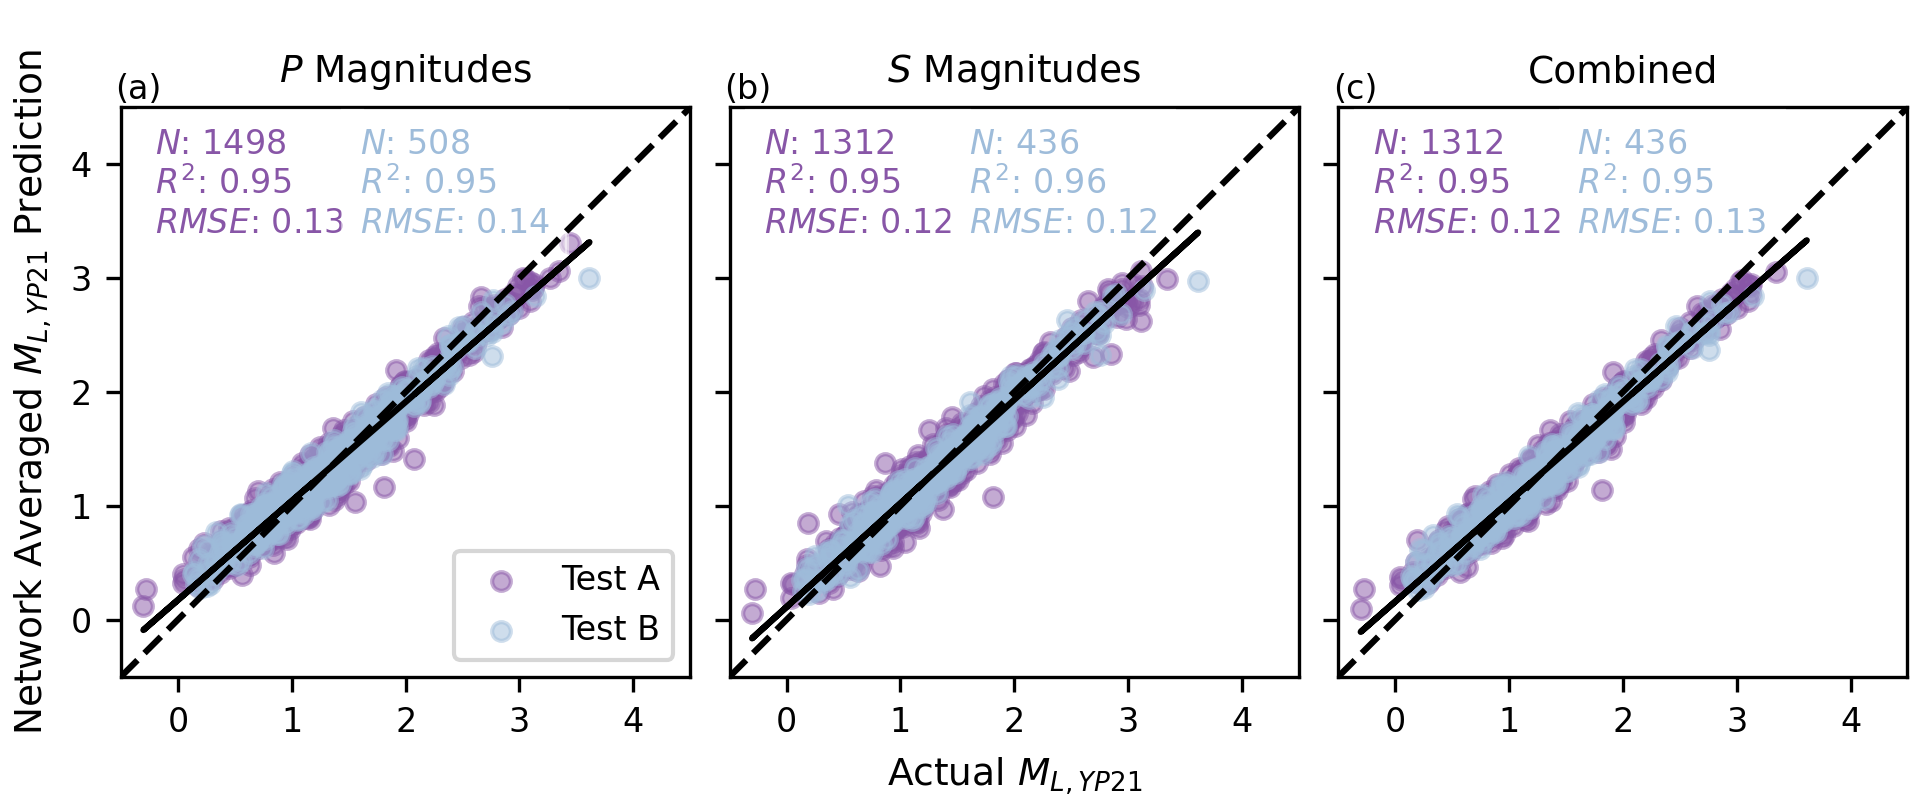 Network Averaged M_{L, YP21} Prediction
(a)
P Magnitudes
N: 1498
R²: 0.95
RMSE: 0.13
N: 508
R²: 0.95
RMSE: 0.14
4
3
2
1
0
Test A
Test B
0 1 2 3 4
(b)
S Magnitudes
N: 1312
R²: 0.95
RMSE: 0.12
N: 436
R²: 0.96
RMSE: 0.12
0 1 2 3 4
(c)
Combined
N: 1312
R²: 0.95
RMSE: 0.12
N: 436
R²: 0.95
RMSE: 0.13
0 1 2 3 4
Actual M_{L, YP21}